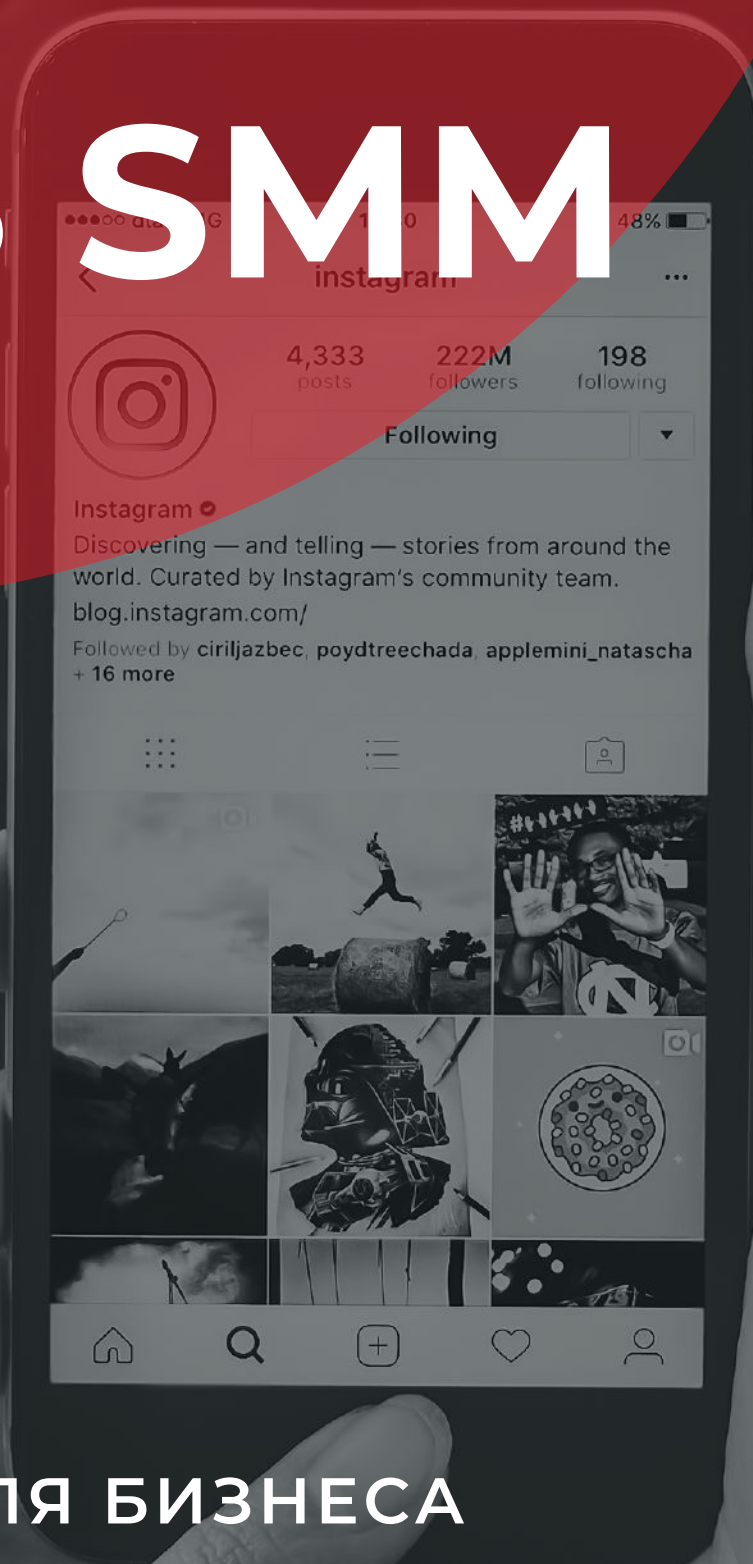 SMM
48%
instagram
4,333 222M 198
posts followers following
Following
Instagram
Discovering — and telling — stories from around the
world. Curated by Instagram's community team.
blog.instagram.com/
Followed by ciriljazbec, poydtreechada, applemini_natascha
+ 16 more
ЛЯ БИЗНЕСА